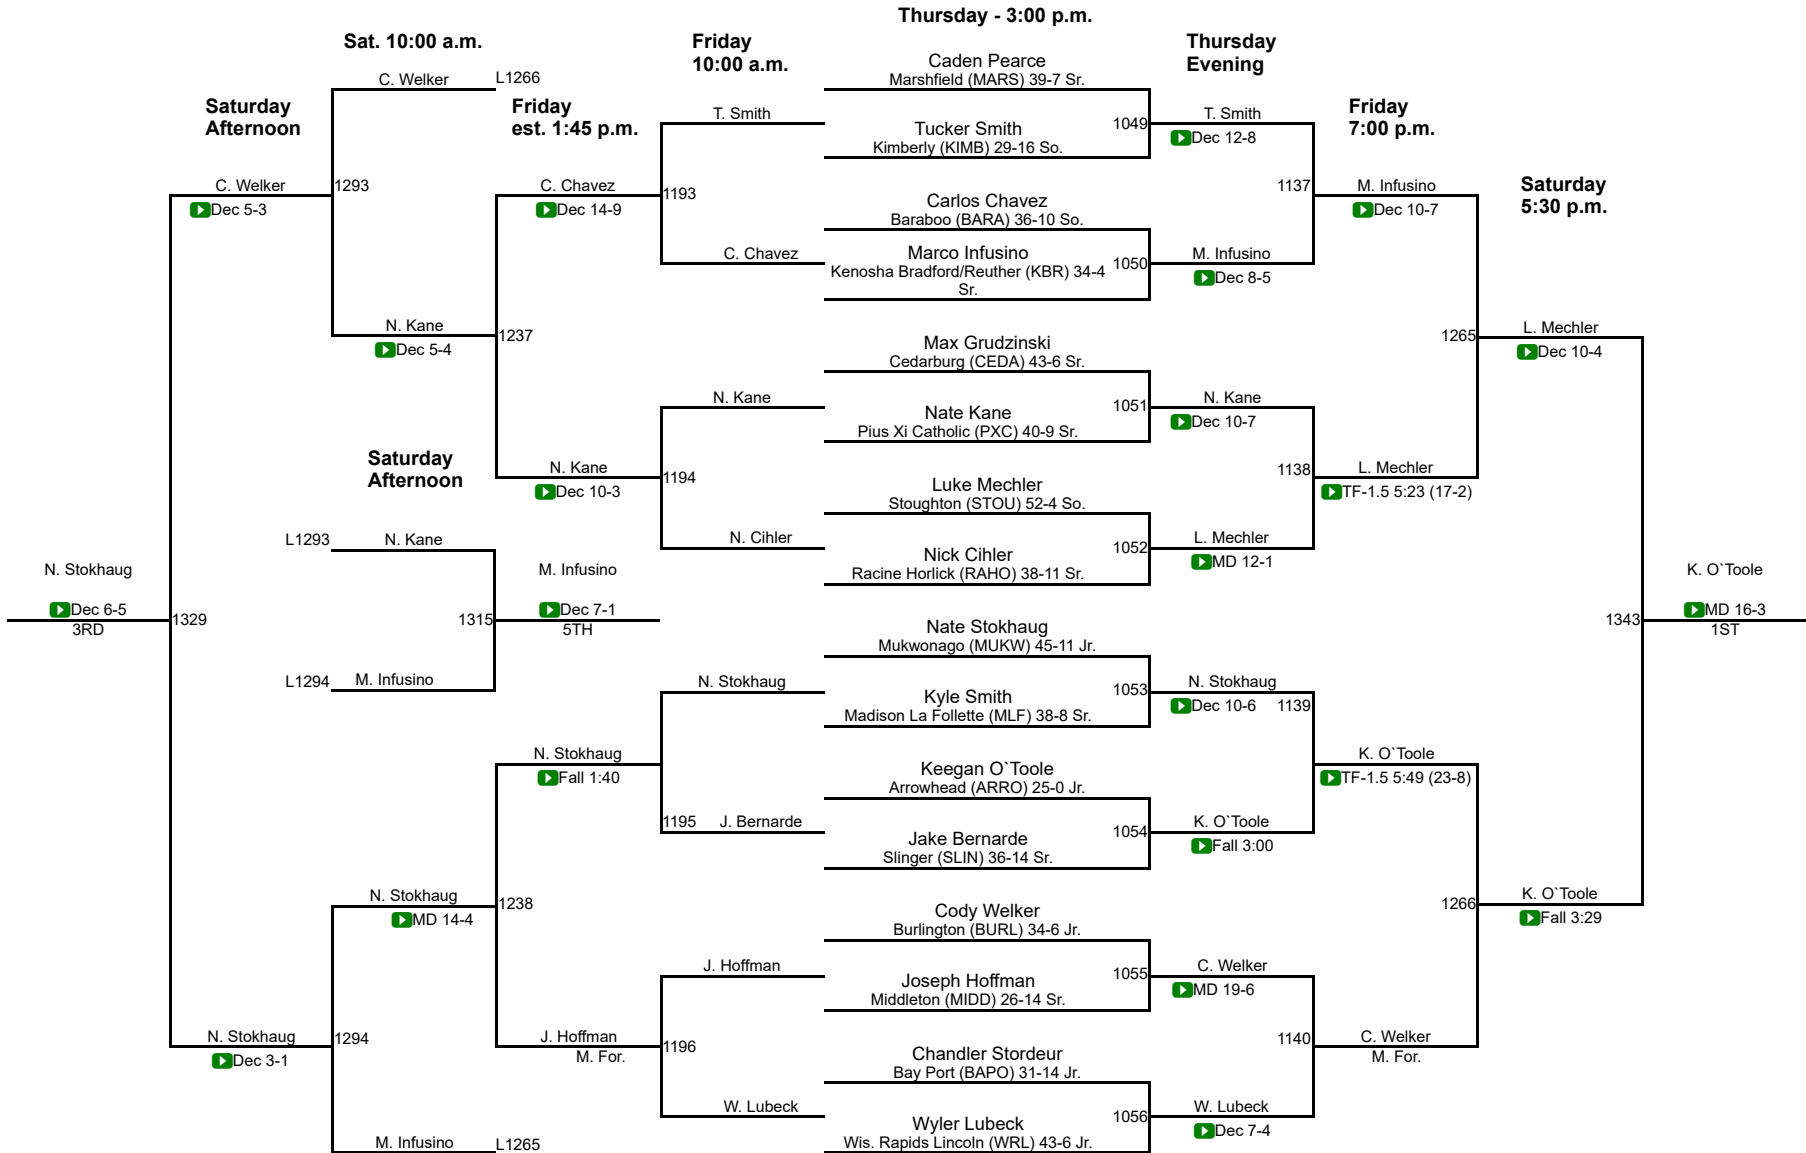 Thursday - 3:00 p.m.
Sat. 10:00 a.m.
Friday
10:00 a.m.
Thursday
Evening
Saturday
Afternoon
Friday
est. 1:45 p.m.
Friday
7:00 p.m.
Saturday
5:30 p.m.
Saturday
Afternoon
N. Stokhaug
Dec 6-5
3RD
1329
C. Welker
Dec 5-3
N. Stokhaug
Dec 3-1
C. Welker
L1266
1293
N. Kane
Dec 5-4
L1293
N. Kane
L1294
M. Infusino
1315
M. Infusino
Dec 7-1
5TH
N. Stokhaug
MD 14-4
1294
M. Infusino
L1265
C. Chavez
Dec 14-9
1237
N. Kane
Dec 10-3
N. Stokhaug
Fall 1:40
1238
J. Hoffman
M. For.
T. Smith
1193
C. Chavez
N. Kane
1194
N. Cihler
N. Stokhaug
1195
J. Bernarde
J. Hoffman
1196
W. Lubeck
Caden Pearce
Marshfield (MARS) 39-7 Sr.
Tucker Smith
Kimberly (KIMB) 29-16 So.
1049
Carlos Chavez
Baraboo (BARA) 36-10 So.
Marco Infusino
Kenosha Bradford/Reuther (KBR) 34-4
Sr.
1050
Max Grudzinski
Cedarburg (CEDA) 43-6 Sr.
Nate Kane
Pius Xi Catholic (PXC) 40-9 Sr.
1051
Luke Mechler
Stoughton (STOU) 52-4 So.
Nick Cihler
Racine Horlick (RAHO) 38-11 Sr.
1052
Nate Stokhaug
Mukwonago (MUKW) 45-11 Jr.
Kyle Smith
Madison La Follette (MLF) 38-8 Sr.
1053
Keegan O`Toole
Arrowhead (ARRO) 25-0 Jr.
Jake Bernarde
Slinger (SLIN) 36-14 Sr.
1054
Cody Welker
Burlington (BURL) 34-6 Jr.
Joseph Hoffman
Middleton (MIDD) 26-14 Sr.
1055
Chandler Stordeur
Bay Port (BAPO) 31-14 Jr.
Wyler Lubeck
Wis. Rapids Lincoln (WRL) 43-6 Jr.
1056
T. Smith
Dec 12-8
1137
M. Infusino
Dec 8-5
N. Kane
Dec 10-7
1138
L. Mechler
MD 12-1
N. Stokhaug
Dec 10-6
1139
K. O`Toole
Fall 3:00
C. Welker
MD 19-6
1140
W. Lubeck
Dec 7-4
M. Infusino
Dec 10-7
1265
L. Mechler
TF-1.5 5:23 (17-2)
K. O`Toole
TF-1.5 5:49 (23-8)
1266
C. Welker
M. For.
L. Mechler
Dec 10-4
1343
K. O`Toole
Fall 3:29
K. O`Toole
MD 16-3
1ST